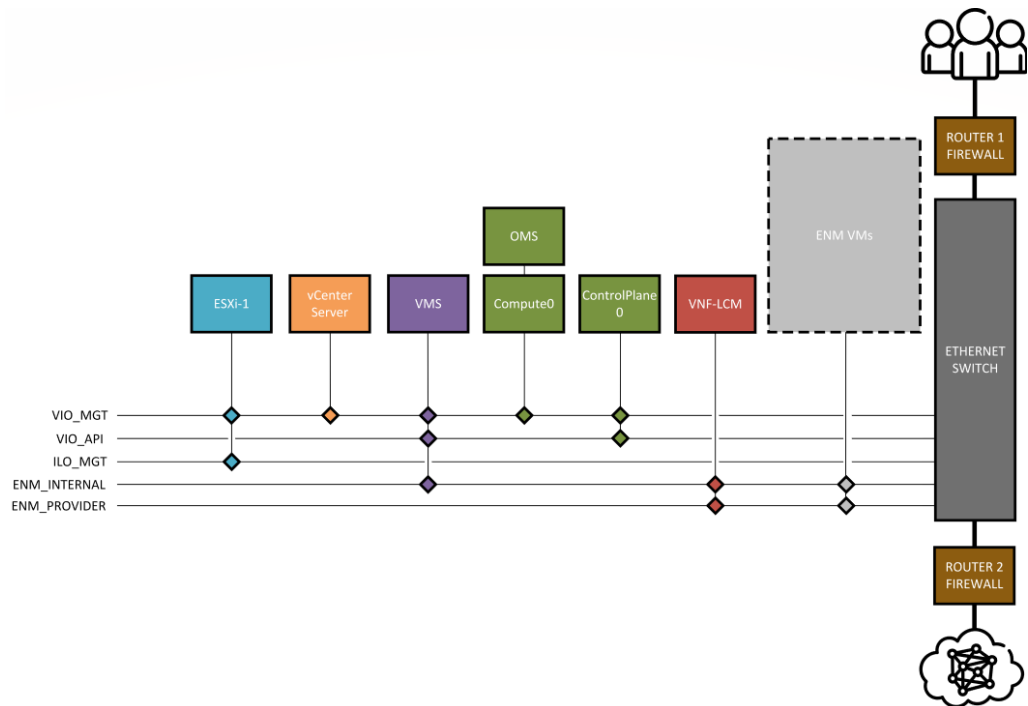 ROUTER 1
FIREWALL
OMS
ENM VMs
ESXi-1
vCenter
Server
VMS
Compute0
ControlPlane
0
VNF-LCM
ETHERNET
SWITCH
VIO_MGT
VIO_API
ILO_MGT
ENM_INTERNAL
ENM_PROVIDER
ROUTER 2
FIREWALL